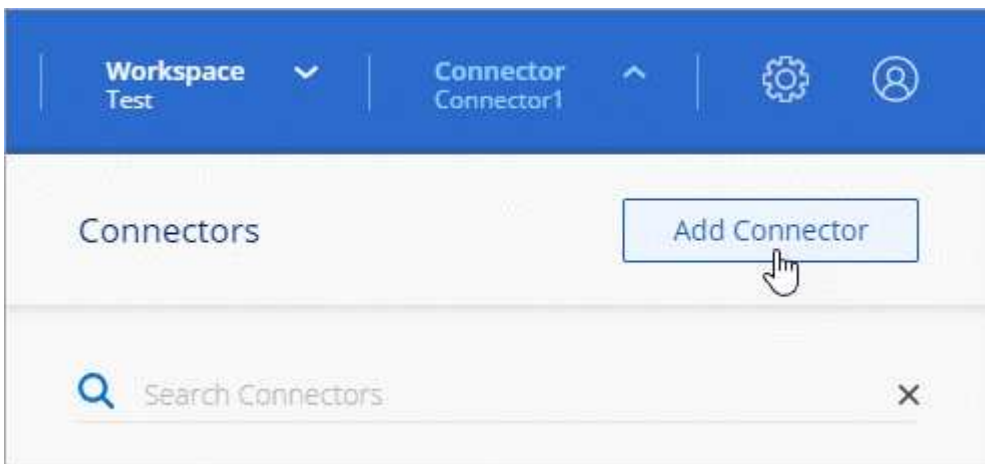 Workspace
Test
Connector
Connector1
Connectors
Add Connector
Search Connectors